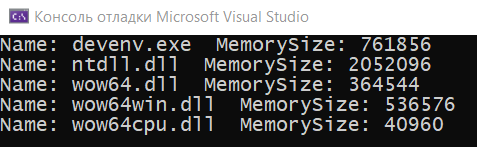 Консоль отладки Microsoft Visual Studio
Name: devenv.exe  MemorySize: 761856
Name: ntdll.dll  MemorySize: 2052096
Name: wow64.dll  MemorySize: 364544
Name: wow64win.dll  MemorySize: 536576
Name: wow64cpu.dll  MemorySize: 40960